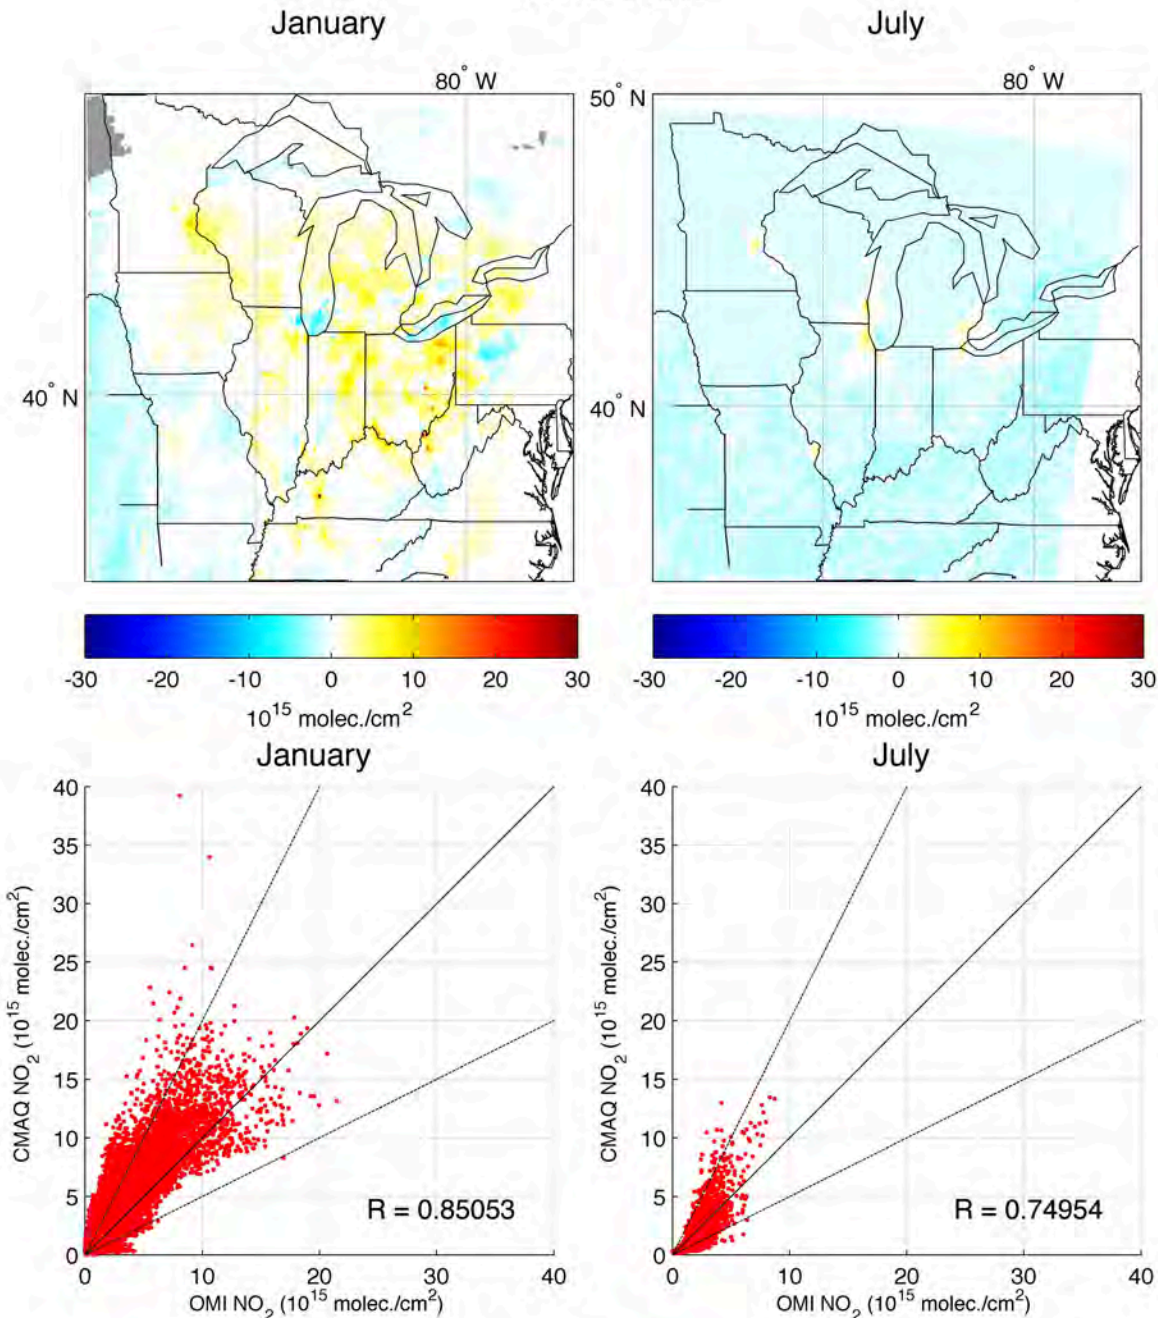 January
July
80° W
80° W
50° N
40° N
40° N
-30 -20 -10 0 10 20 30
-30 -20 -10 0 10 20 30
10^15 molec./cm^2
10^15 molec./cm^2
January
July
40
35
30
25
20
15
10
5
0
CMAQ NO_2 (10^15 molec./cm^2)
R = 0.85053
0 10 20 30 40
OMI NO_2 (10^15 molec./cm^2)
40
35
30
25
20
15
10
5
0
CMAQ NO_2 (10^15 molec./cm^2)
R = 0.74954
0 10 20 30 40
OMI NO_2 (10^15 molec./cm^2)